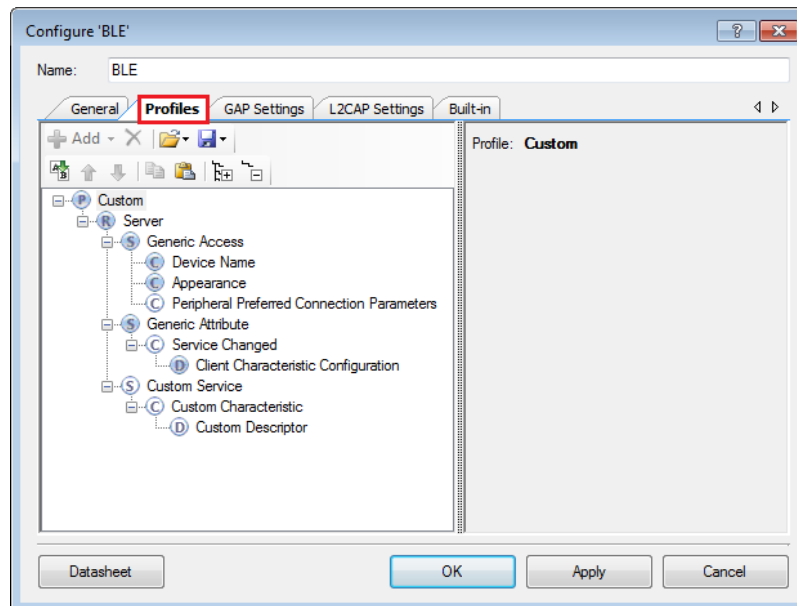 Configure 'BLE'
Name: BLE
General Profiles GAP Settings L2CAP Settings Built-in
Add
Profile: Custom
P Custom
R Server
S Generic Access
C Device Name
C Appearance
C Peripheral Preferred Connection Parameters
S Generic Attribute
C Service Changed
D Client Characteristic Configuration
S Custom Service
C Custom Characteristic
D Custom Descriptor
Datasheet OK Apply Cancel